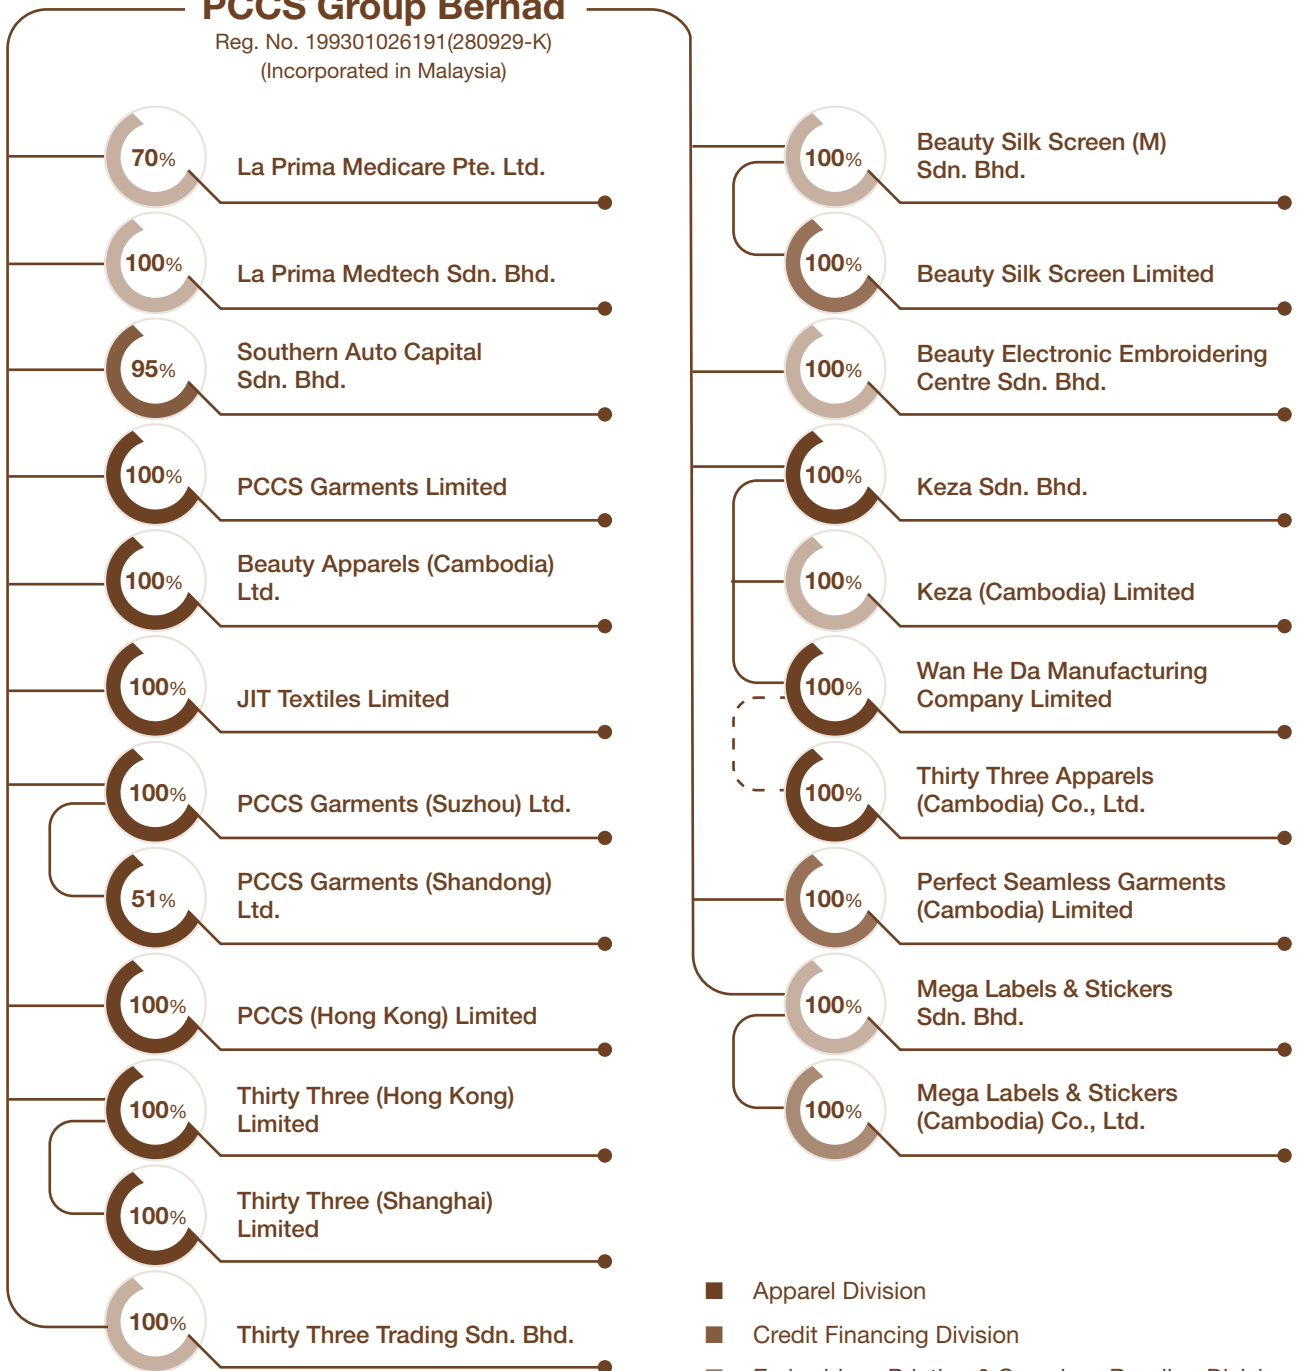 PCCS Group Berhad
Reg. No. 199301026191(280929-K)
(Incorporated in Malaysia)
70%
La Prima Medicare Pte. Ltd.
100%
La Prima Medtech Sdn. Bhd.
95%
Southern Auto Capital
Sdn. Bhd.
100%
PCCS Garments Limited
100%
Beauty Apparels (Cambodia)
Ltd.
100%
JIT Textiles Limited
100%
PCCS Garments (Suzhou) Ltd.
51%
PCCS Garments (Shandong)
Ltd.
100%
PCCS (Hong Kong) Limited
100%
Thirty Three (Hong Kong)
Limited
100%
Thirty Three (Shanghai)
Limited
100%
Thirty Three Trading Sdn. Bhd.
100%
Beauty Silk Screen (M)
Sdn. Bhd.
100%
Beauty Silk Screen Limited
100%
Beauty Electronic Embroidering
Centre Sdn. Bhd.
100%
Keza Sdn. Bhd.
100%
Keza (Cambodia) Limited
100%
Wan He Da Manufacturing
Company Limited
100%
Thirty Three Apparels
(Cambodia) Co., Ltd.
100%
Perfect Seamless Garments
(Cambodia) Limited
100%
Mega Labels & Stickers
Sdn. Bhd.
100%
Mega Labels & Stickers
(Cambodia) Co., Ltd.
Apparel Division
Credit Financing Division